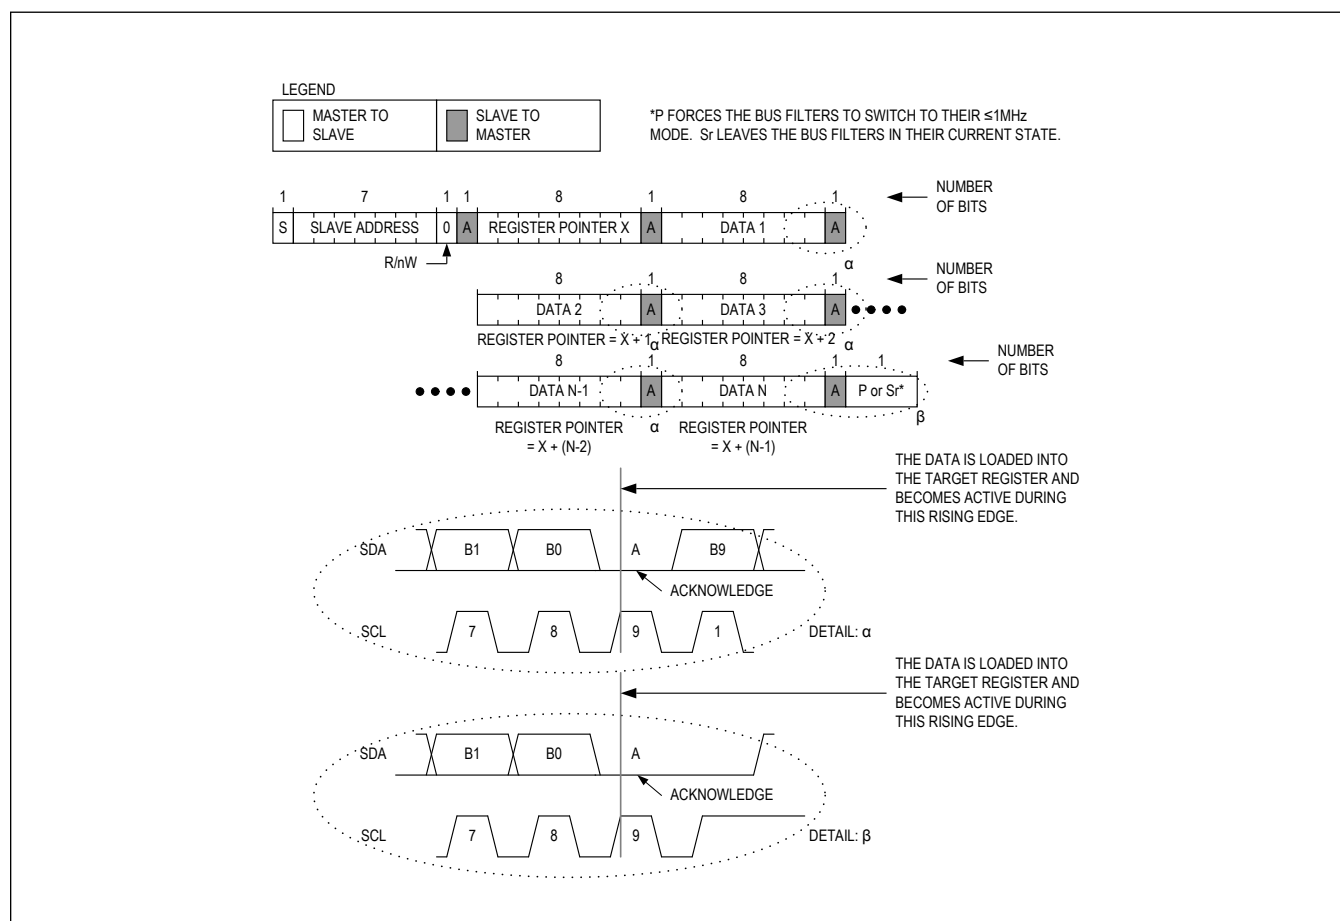 LEGEND
MASTER TO
SLAVE
SLAVE TO
MASTER
*P FORCES THE BUS FILTERS TO SWITCH TO THEIR ≤1MHz
MODE. Sr LEAVES THE BUS FILTERS IN THEIR CURRENT STATE.
1 7 1 1 8 1 8 1
NUMBER
OF BITS
S SLAVE ADDRESS 0 A REGISTER POINTER X A DATA 1 A
R/nW
α
8 1 8 1
NUMBER
OF BITS
DATA 2 A DATA 3 A
REGISTER POINTER = X + 1 α REGISTER POINTER = X + 2 α
8 1 8 1 1
NUMBER
OF BITS
DATA N-1 A DATA N A P or Sr*
β
REGISTER POINTER
= X + (N-2)
α
REGISTER POINTER
= X + (N-1)
THE DATA IS LOADED INTO
THE TARGET REGISTER AND
BECOMES ACTIVE DURING
THIS RISING EDGE.
SDA B1 B0 A B9
ACKNOWLEDGE
SCL 7 8 9 1 DETAIL: α
THE DATA IS LOADED INTO
THE TARGET REGISTER AND
BECOMES ACTIVE DURING
THIS RISING EDGE.
SDA B1 B0 A
ACKNOWLEDGE
SCL 7 8 9 DETAIL: β